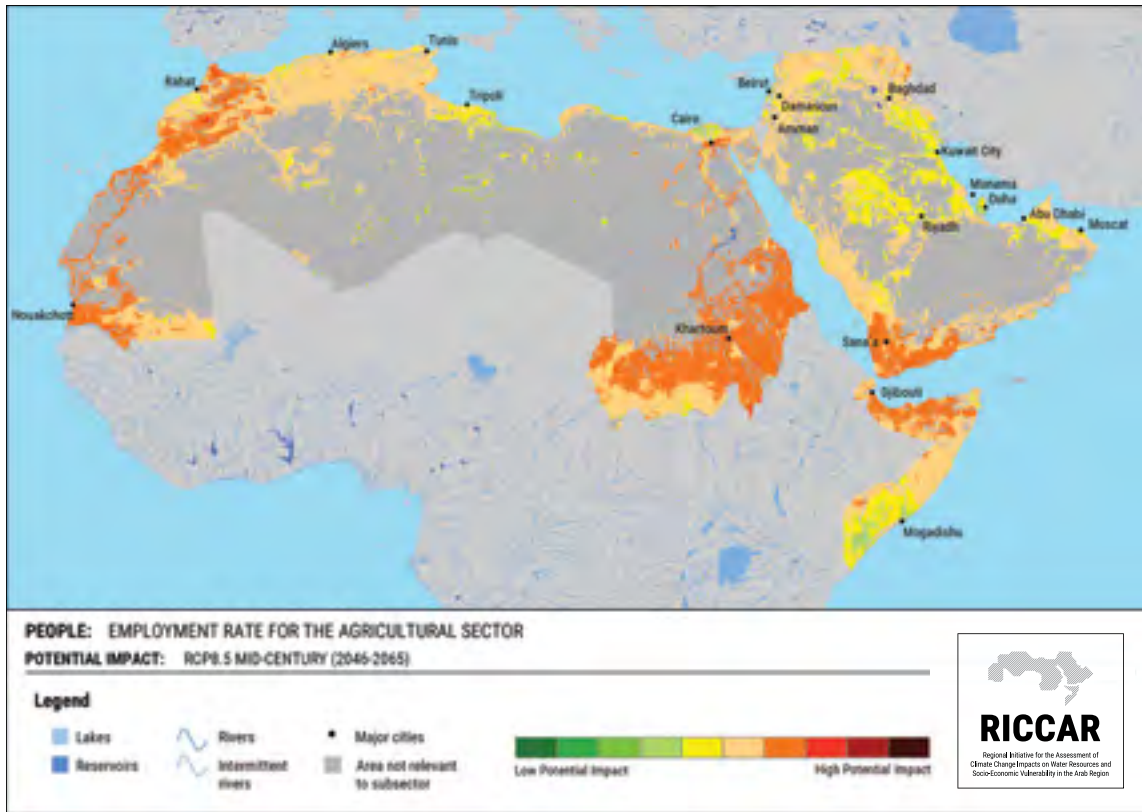 Algiers
Tunis
Rabat
Tripoli
Beirut
Baghdad
Damascus
Cairo
Amman
Kuwait City
Manama
Doha
Abu Dhabi
Riyadh
Muscat
Nouakchott
Khartoum
Sana'a
Djibouti
Mogadishu
PEOPLE: EMPLOYMENT RATE FOR THE AGRICULTURAL SECTOR
POTENTIAL IMPACT: RCP8.5 MID-CENTURY (2046-2065)
Legend
Lakes
Rivers
Major cities
Reservoirs
Intermittent
rivers
Area not relevant
to subsector
Low Potential Impact
High Potential Impact
RICCAR
Regional Initiative for the Assessment of
Climate Change Impacts on Water Resources and
Socio-Economic Vulnerability in the Arab Region